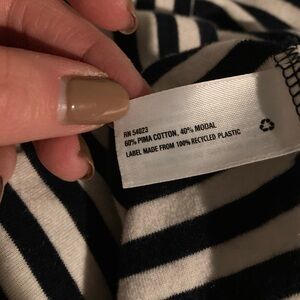 RN 54023
60% PIMA COTTON, 40% MODAL
LABEL MADE FROM 100% RECYCLED PLASTIC